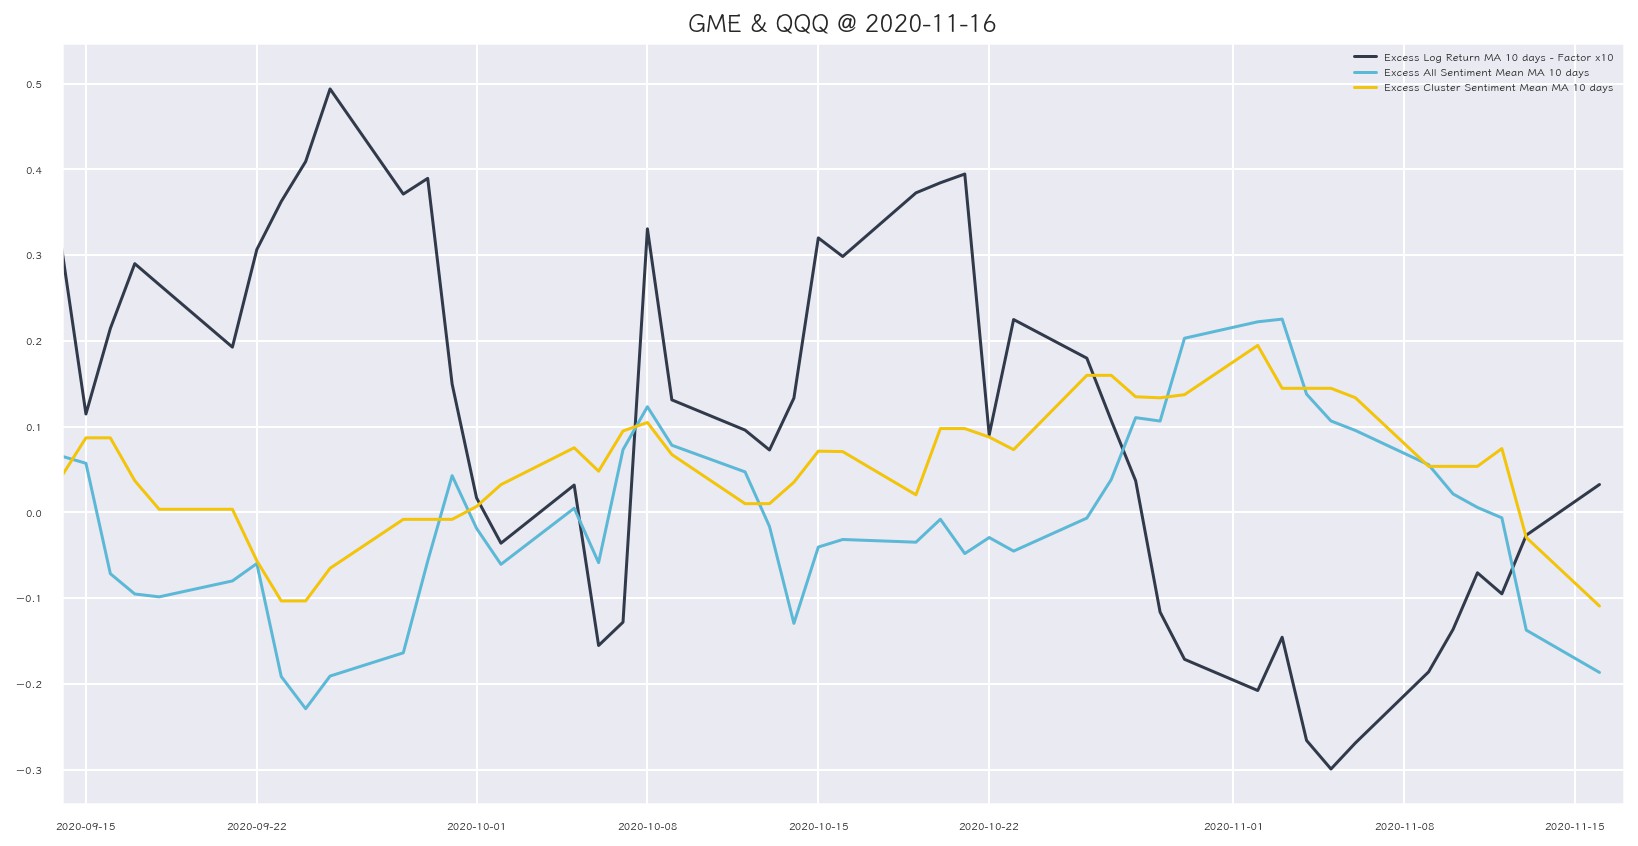 GME & QQQ @ 2020-11-16
Excess Log Return MA 10 days - Factor x10
Excess All Sentiment Mean MA 10 days
Excess Cluster Sentiment Mean MA 10 days
0.5
0.4
0.3
0.2
0.1
0.0
−0.1
−0.2
−0.3
2020-09-15 2020-09-22 2020-10-01 2020-10-08 2020-10-15 2020-10-22 2020-11-01 2020-11-08 2020-11-15